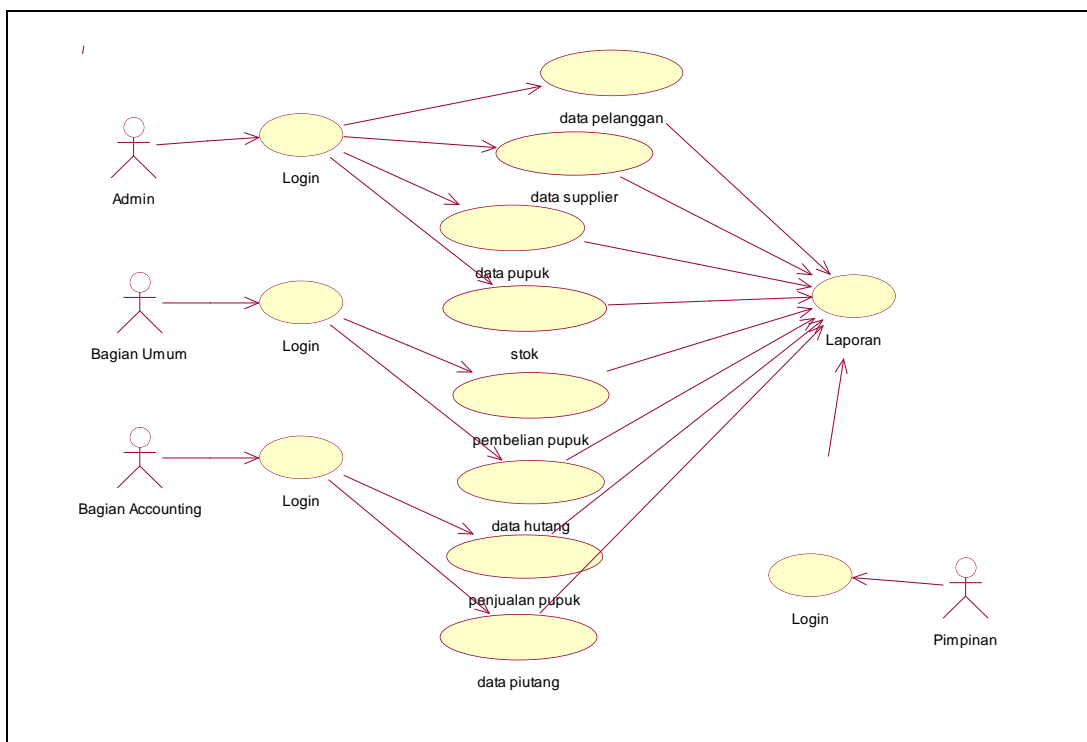 /
data pelanggan
Admin
Login
data supplier
data pupuk
Bagian Umum
Login
stok
Laporan
pembelian pupuk
Bagian Accounting
Login
data hutang
penjualan pupuk
Login
Pimpinan
data piutang